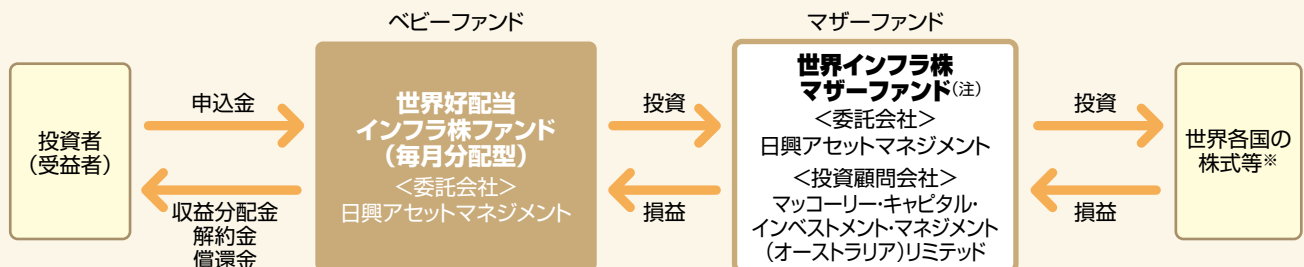 ベビーファンド
マザーファンド
投資者
(受益者)
申込金
収益分配金
解約金
償還金
世界好配当
インフラ株ファンド
(毎月分配型)
<委託会社>
日興アセットマネジメント
投資
損益
世界インフラ株
マザーファンド(注)
<委託会社>
日興アセットマネジメント
<投資顧問会社>
マッコーリー・キャピタル・
インベストメント・マネジメント
(オーストラリア)リミテッド
投資
損益
世界各国の
株式等※